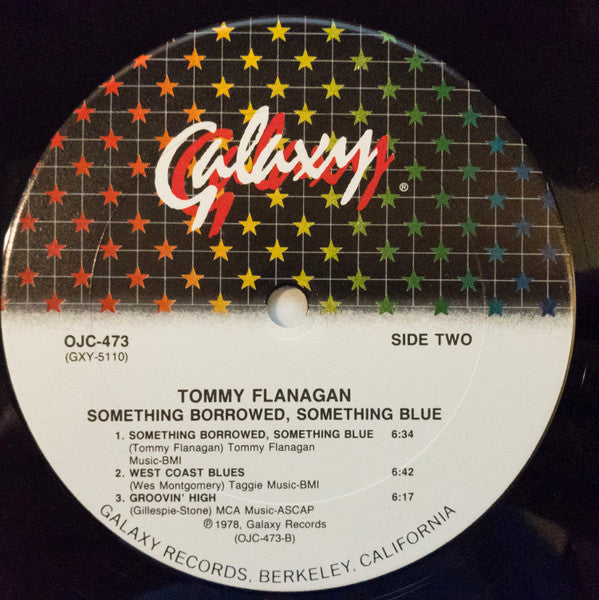 Galaxy®
OJC-473
(GXY-5110)
SIDE TWO
TOMMY FLANAGAN
SOMETHING BORROWED, SOMETHING BLUE
1. SOMETHING BORROWED, SOMETHING BLUE 6:34
(Tommy Flanagan) Tommy Flanagan
Music-BMI
2. WEST COAST BLUES 6:42
(Wes Montgomery) Taggie Music-BMI
3. GROOVIN' HIGH 6:17
(Gillespie-Stone) MCA Music-ASCAP
℗ 1978, Galaxy Records
(OJC-473-B)
GALAXY RECORDS, BERKELEY, CALIFORNIA